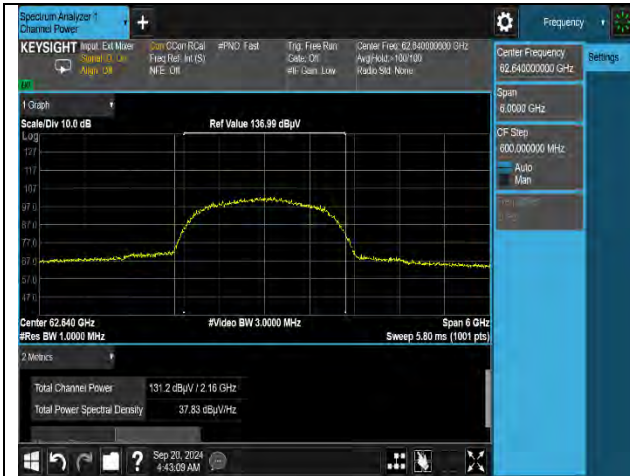 Spectrum Analyzer 1
Channel Power
+
Frequency
KEYSIGHT
Input: Ext Mixer
Signal ID: On
Align: Off
Corr CCorr RCal
Freq Ref: Int (S)
NFE: Off
#PNO: Fast
Trig: Free Run
Gate: Off
#IF Gain: Low
Center Freq: 62.640000000 GHz
Avg|Hold:>100/100
Radio Std: None
Center Frequency
62.640000000 GHz
Settings
Span
6.0000 GHz
CF Step
600.000000 MHz
Auto
Man
1 Graph
Scale/Div 10.0 dB
Ref Value 136.99 dBµV
Log
127
117
107
97.0
87.0
77.0
67.0
57.0
47.0
Center 62.640 GHz
#Video BW 3.0000 MHz
Span 6 GHz
#Res BW 1.0000 MHz
Sweep 5.80 ms (1001 pts)
2 Metrics
Total Channel Power
131.2 dBµV / 2.16 GHz
Total Power Spectral Density
37.83 dBµV/Hz
?
Sep 20, 2024
4:43:09 AM